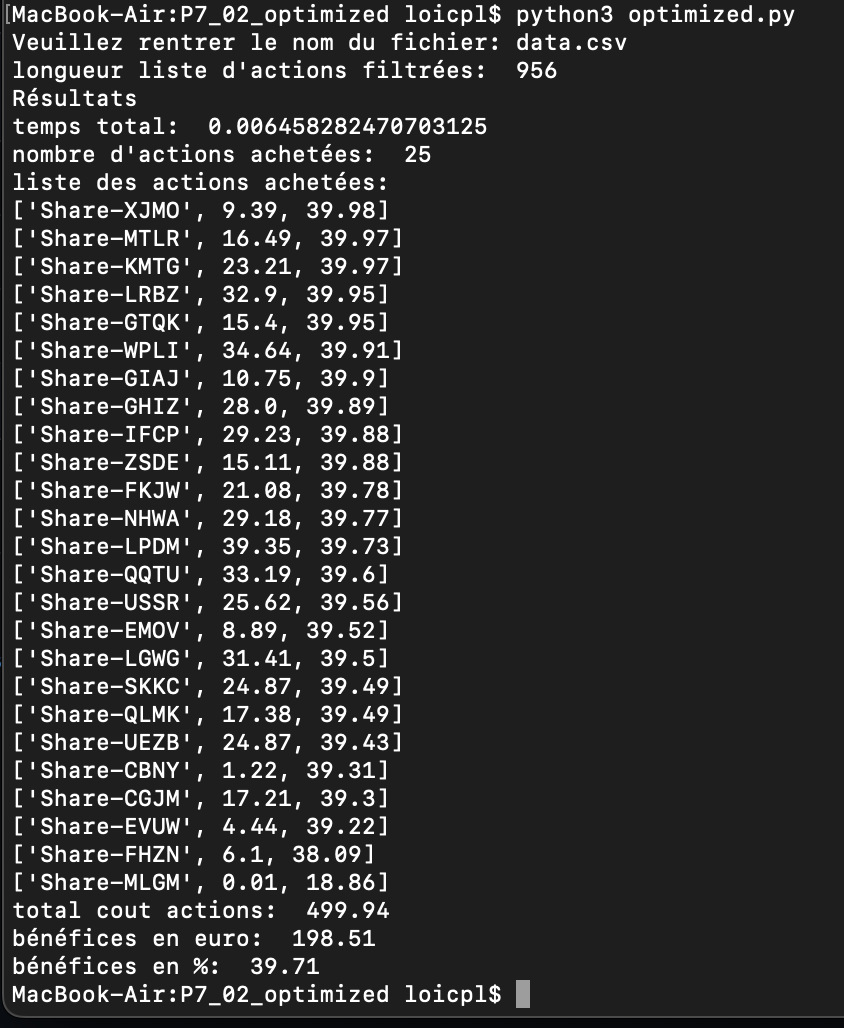 [MacBook-Air:P7_02_optimized loicpl$ python3 optimized.py
Veuillez rentrer le nom du fichier: data.csv
longueur liste d'actions filtrées:  956
Résultats
temps total:  0.006458282470703125
nombre d'actions achetées:  25
liste des actions achetées:
['Share-XJMO', 9.39, 39.98]
['Share-MTLR', 16.49, 39.97]
['Share-KMTG', 23.21, 39.97]
['Share-LRBZ', 32.9, 39.95]
['Share-GTQK', 15.4, 39.95]
['Share-WPLI', 34.64, 39.91]
['Share-GIAJ', 10.75, 39.9]
['Share-GHIZ', 28.0, 39.89]
['Share-IFCP', 29.23, 39.88]
['Share-ZSDE', 15.11, 39.88]
['Share-FKJW', 21.08, 39.78]
['Share-NHWA', 29.18, 39.77]
['Share-LPDM', 39.35, 39.73]
['Share-QQTU', 33.19, 39.6]
['Share-USSR', 25.62, 39.56]
['Share-EMOV', 8.89, 39.52]
['Share-LGWG', 31.41, 39.5]
['Share-SKKC', 24.87, 39.49]
['Share-QLMK', 17.38, 39.49]
['Share-UEZB', 24.87, 39.43]
['Share-CBNY', 1.22, 39.31]
['Share-CGJM', 17.21, 39.3]
['Share-EVUW', 4.44, 39.22]
['Share-FHZN', 6.1, 38.09]
['Share-MLGM', 0.01, 18.86]
total cout actions:  499.94
bénéfices en euro:  198.51
bénéfices en %:  39.71
MacBook-Air:P7_02_optimized loicpl$